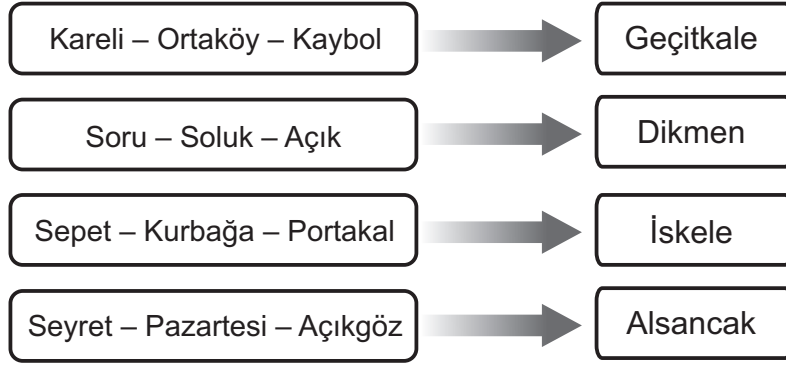 Kareli – Ortaköy – Kaybol Geçitkale
Soru – Soluk – Açık Dikmen
Sepet – Kurbağa – Portakal İskele
Seyret – Pazartesi – Açıkgöz Alsancak